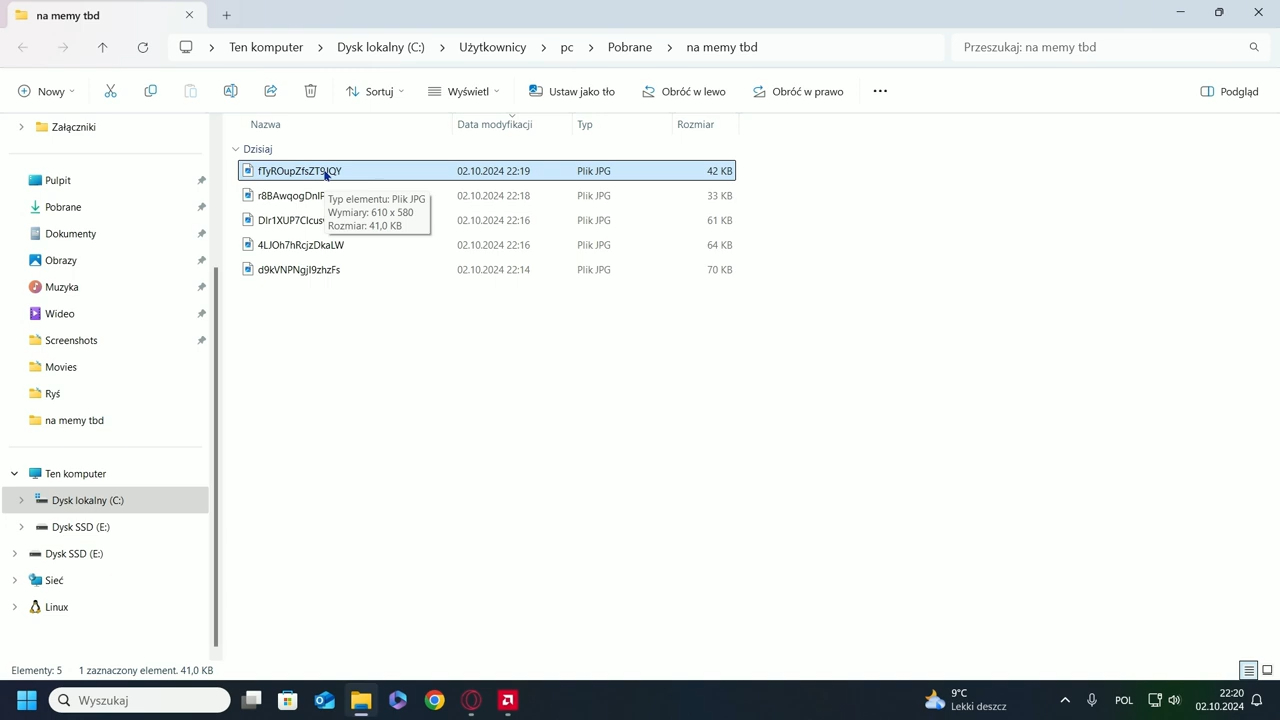 na memy tbd
Ten komputer > Dysk lokalny (C:) > Użytkownicy > pc > Pobrane > na memy tbd
Przeszukaj: na memy tbd
Nowy
Sortuj
Wyświetl
Ustaw jako tło
Obróć w lewo
Obróć w prawo
Podgląd
Załączniki
Pulpit
Pobrane
Dokumenty
Obrazy
Muzyka
Wideo
Screenshots
Movies
Ryś
na memy tbd
Ten komputer
Dysk lokalny (C:)
Dysk SSD (E:)
Dysk SSD (E:)
Sieć
Linux
Nazwa Data modyfikacji Typ Rozmiar
Dzisiaj
02.10.2024 22:19 Plik JPG 42 KB
02.10.2024 22:18 Plik JPG 33 KB
02.10.2024 22:16 Plik JPG 61 KB
4LJOh7hRcjzDkaLW 02.10.2024 22:16 Plik JPG 64 KB
d9kVNPNgjI9zhzFs 02.10.2024 22:14 Plik JPG 70 KB
Typ elementu: Plik JPG
Wymiary: 610 x 580
Rozmiar: 41,0 KB
Elementy: 5 1 zaznaczony element. 41,0 KB
Wyszukaj
9°C
Lekki deszcz
POL
22:20
02.10.2024